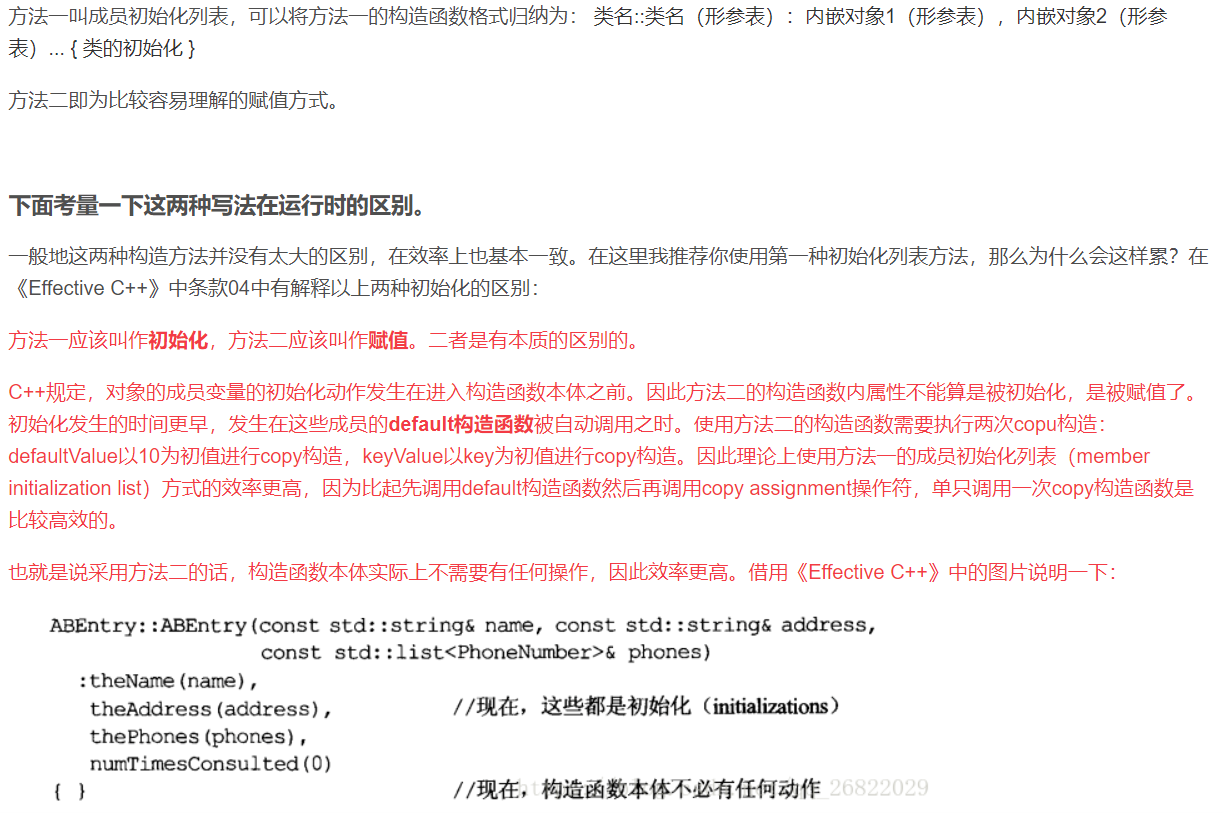 方法一叫成员初始化列表，可以将方法一的构造函数格式归纳为： 类名::类名（形参表）：内嵌对象1（形参表），内嵌对象2（形参
表）... { 类的初始化 }
方法二即为比较容易理解的赋值方式。
下面考量一下这两种写法在运行时的区别。
一般地这两种构造方法并没有太大的区别，在效率上也基本一致。在这里我推荐你使用第一种初始化列表方法，那么为什么会这样累？在
《Effective C++》中条款04中有解释以上两种初始化的区别：
方法一应该叫作初始化，方法二应该叫作赋值。二者是有本质的区别的。
C++规定，对象的成员变量的初始化动作发生在进入构造函数本体之前。因此方法二的构造函数内属性不能算是被初始化，是被赋值了。
初始化发生的时间更早，发生在这些成员的default构造函数被自动调用之时。使用方法二的构造函数需要执行两次copu构造：
defaultValue以10为初值进行copy构造，keyValue以key为初值进行copy构造。因此理论上使用方法一的成员初始化列表（member
initialization list）方式的效率更高，因为比起先调用default构造函数然后再调用copy assignment操作符，单只调用一次copy构造函数是
比较高效的。
也就是说采用方法二的话，构造函数本体实际上不需要有任何操作，因此效率更高。借用《Effective C++》中的图片说明一下：
ABEntry::ABEntry(const std::string& name, const std::string& address,
const std::list<PhoneNumber>& phones)
:theName(name),
theAddress(address), //现在，这些都是初始化（initializations）
thePhones(phones),
numTimesConsulted(0)
{ } //现在，构造函数本体不必有任何动作 _26822029